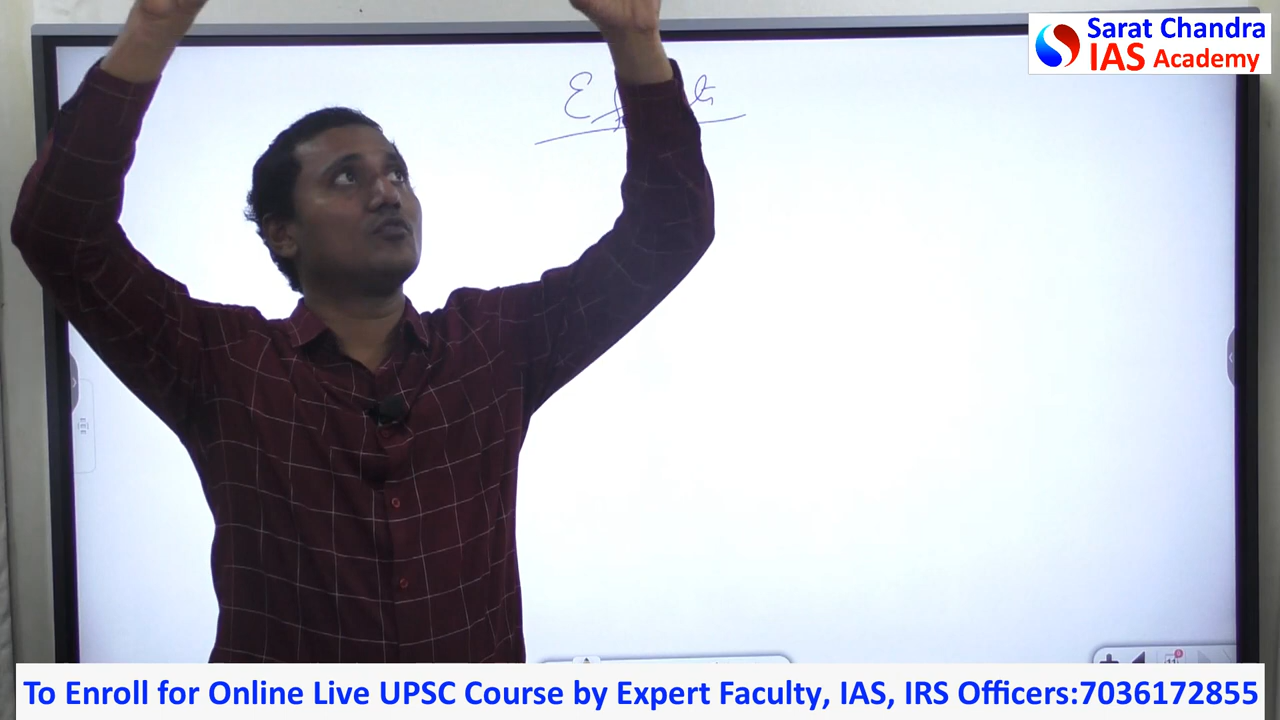 Sarat Chandra
IAS Academy
To Enroll for Online Live UPSC Course by Expert Faculty, IAS, IRS Officers:7036172855